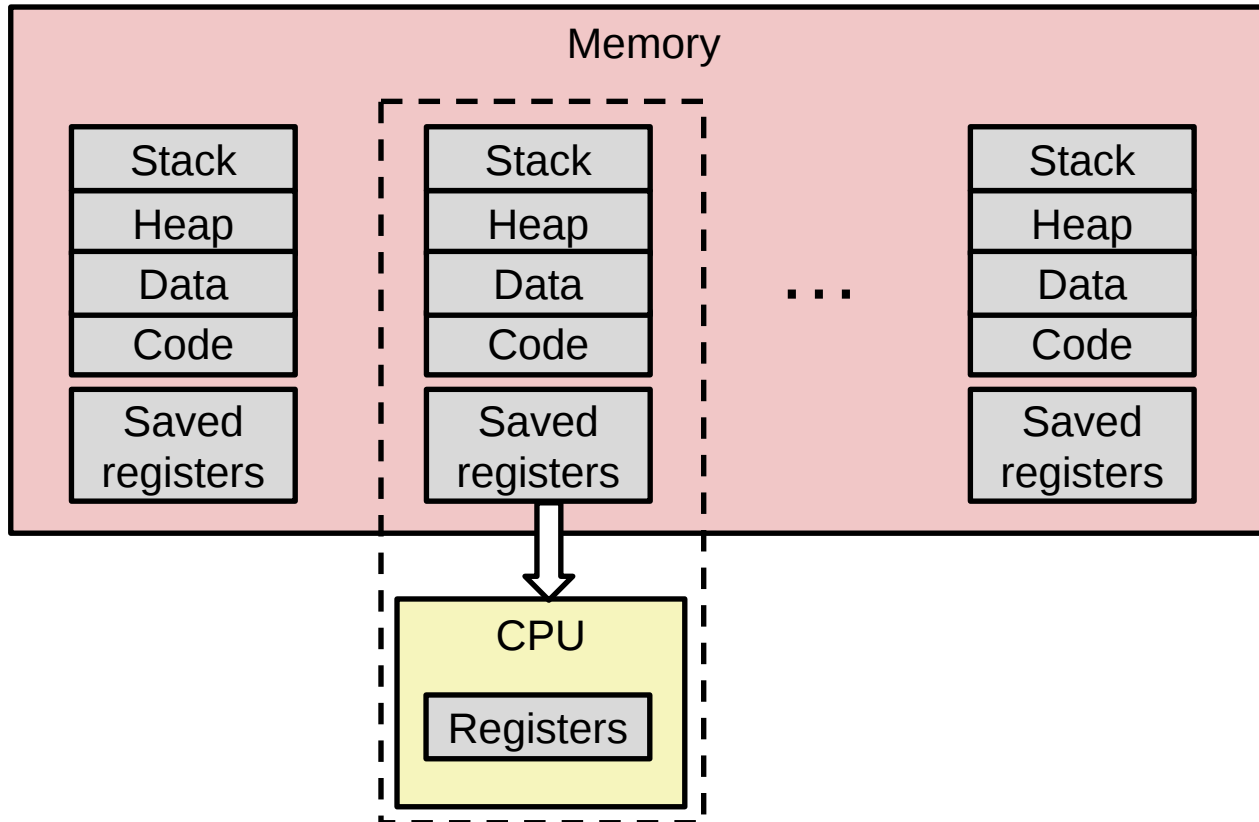 Memory
Stack
Heap
Data
Code
Saved
registers
Stack
Heap
Data
Code
Saved
registers
...
Stack
Heap
Data
Code
Saved
registers
CPU
Registers